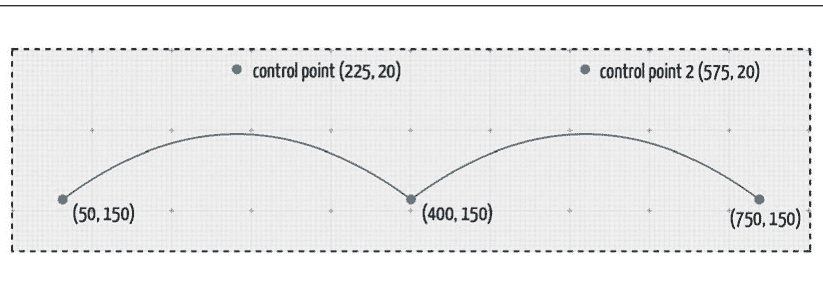 control point (225, 20)
control point 2 (575, 20)
(50, 150)
(400, 150)
(750, 150)